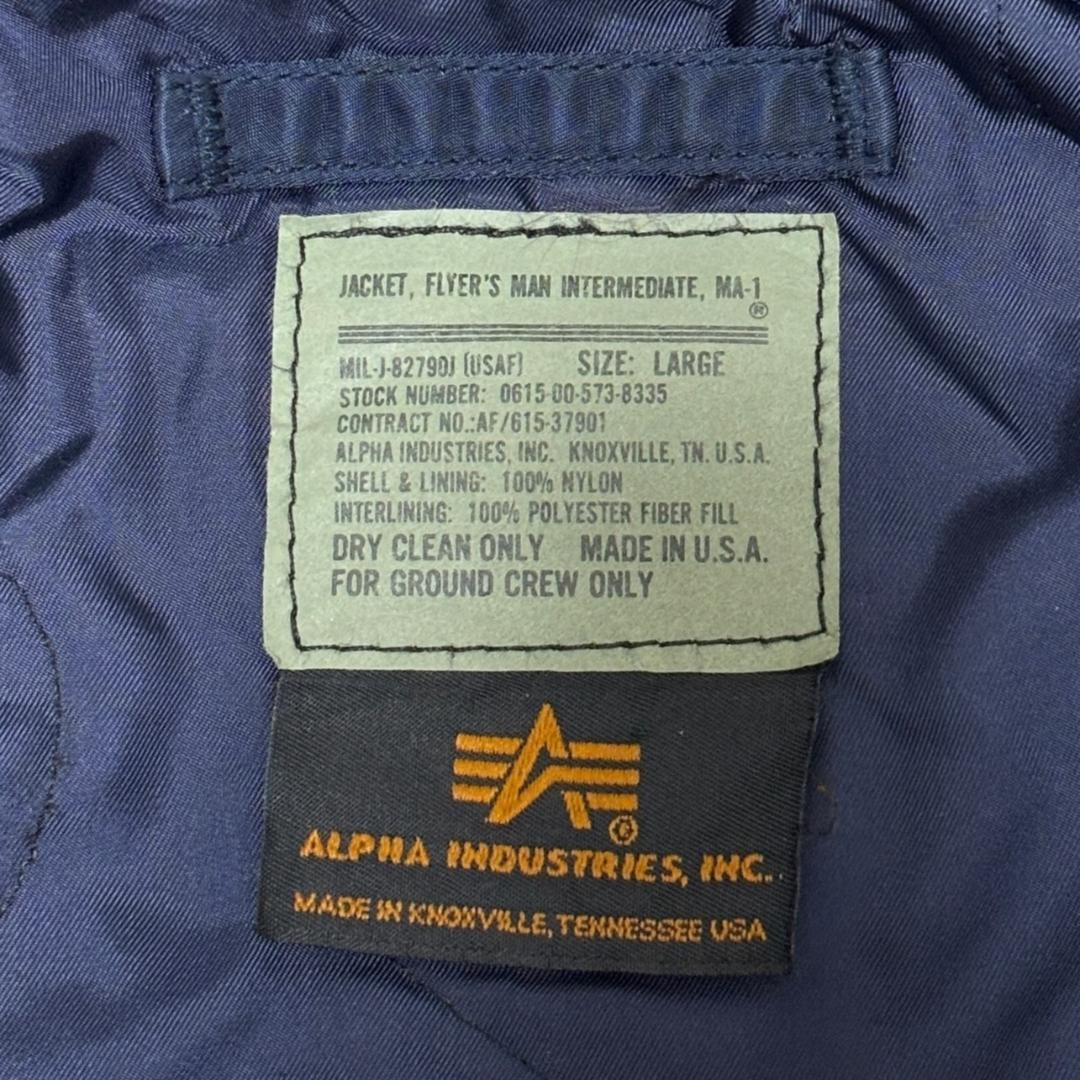 JACKET, FLYER'S MAN INTERMEDIATE, MA-1
®
MIL-J-82790J (USAF) SIZE: LARGE
STOCK NUMBER: 0615-00-573-8335
CONTRACT NO.:AF/615-37901
ALPHA INDUSTRIES, INC. KNOXVILLE, TN. U.S.A.
SHELL & LINING: 100% NYLON
INTERLINING: 100% POLYESTER FIBER FILL
DRY CLEAN ONLY MADE IN U.S.A.
FOR GROUND CREW ONLY
®
ALPHA INDUSTRIES, INC.
MADE IN KNOXVILLE, TENNESSEE USA